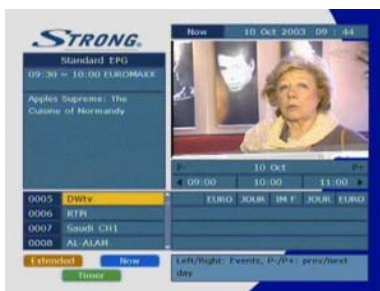 STRONG.
Standard EPG
09:30 ~ 10:00 EUROMAXX
Apples Supreme: The
Cuisine of Normandy
Now 10 Oct 2003 09 : 44
P- 10 Oct P+
09:00 10:00 11:00
0005 DWtv EURO JOUR IM F JOUR EURO
0006 RTPi
0007 Saudi CH1
0008 AL-ALAM
Extended Now
Timer
Left/Right: Events, P-/P+: prev/next
day